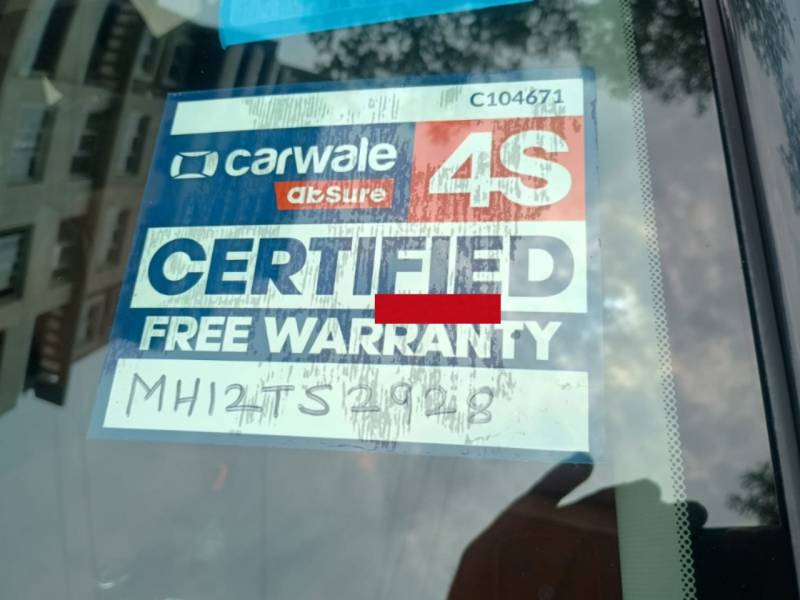 C104671
carwale
abSure
4S
CERTIFIED
FREE WARRANTY
MH12TS2928